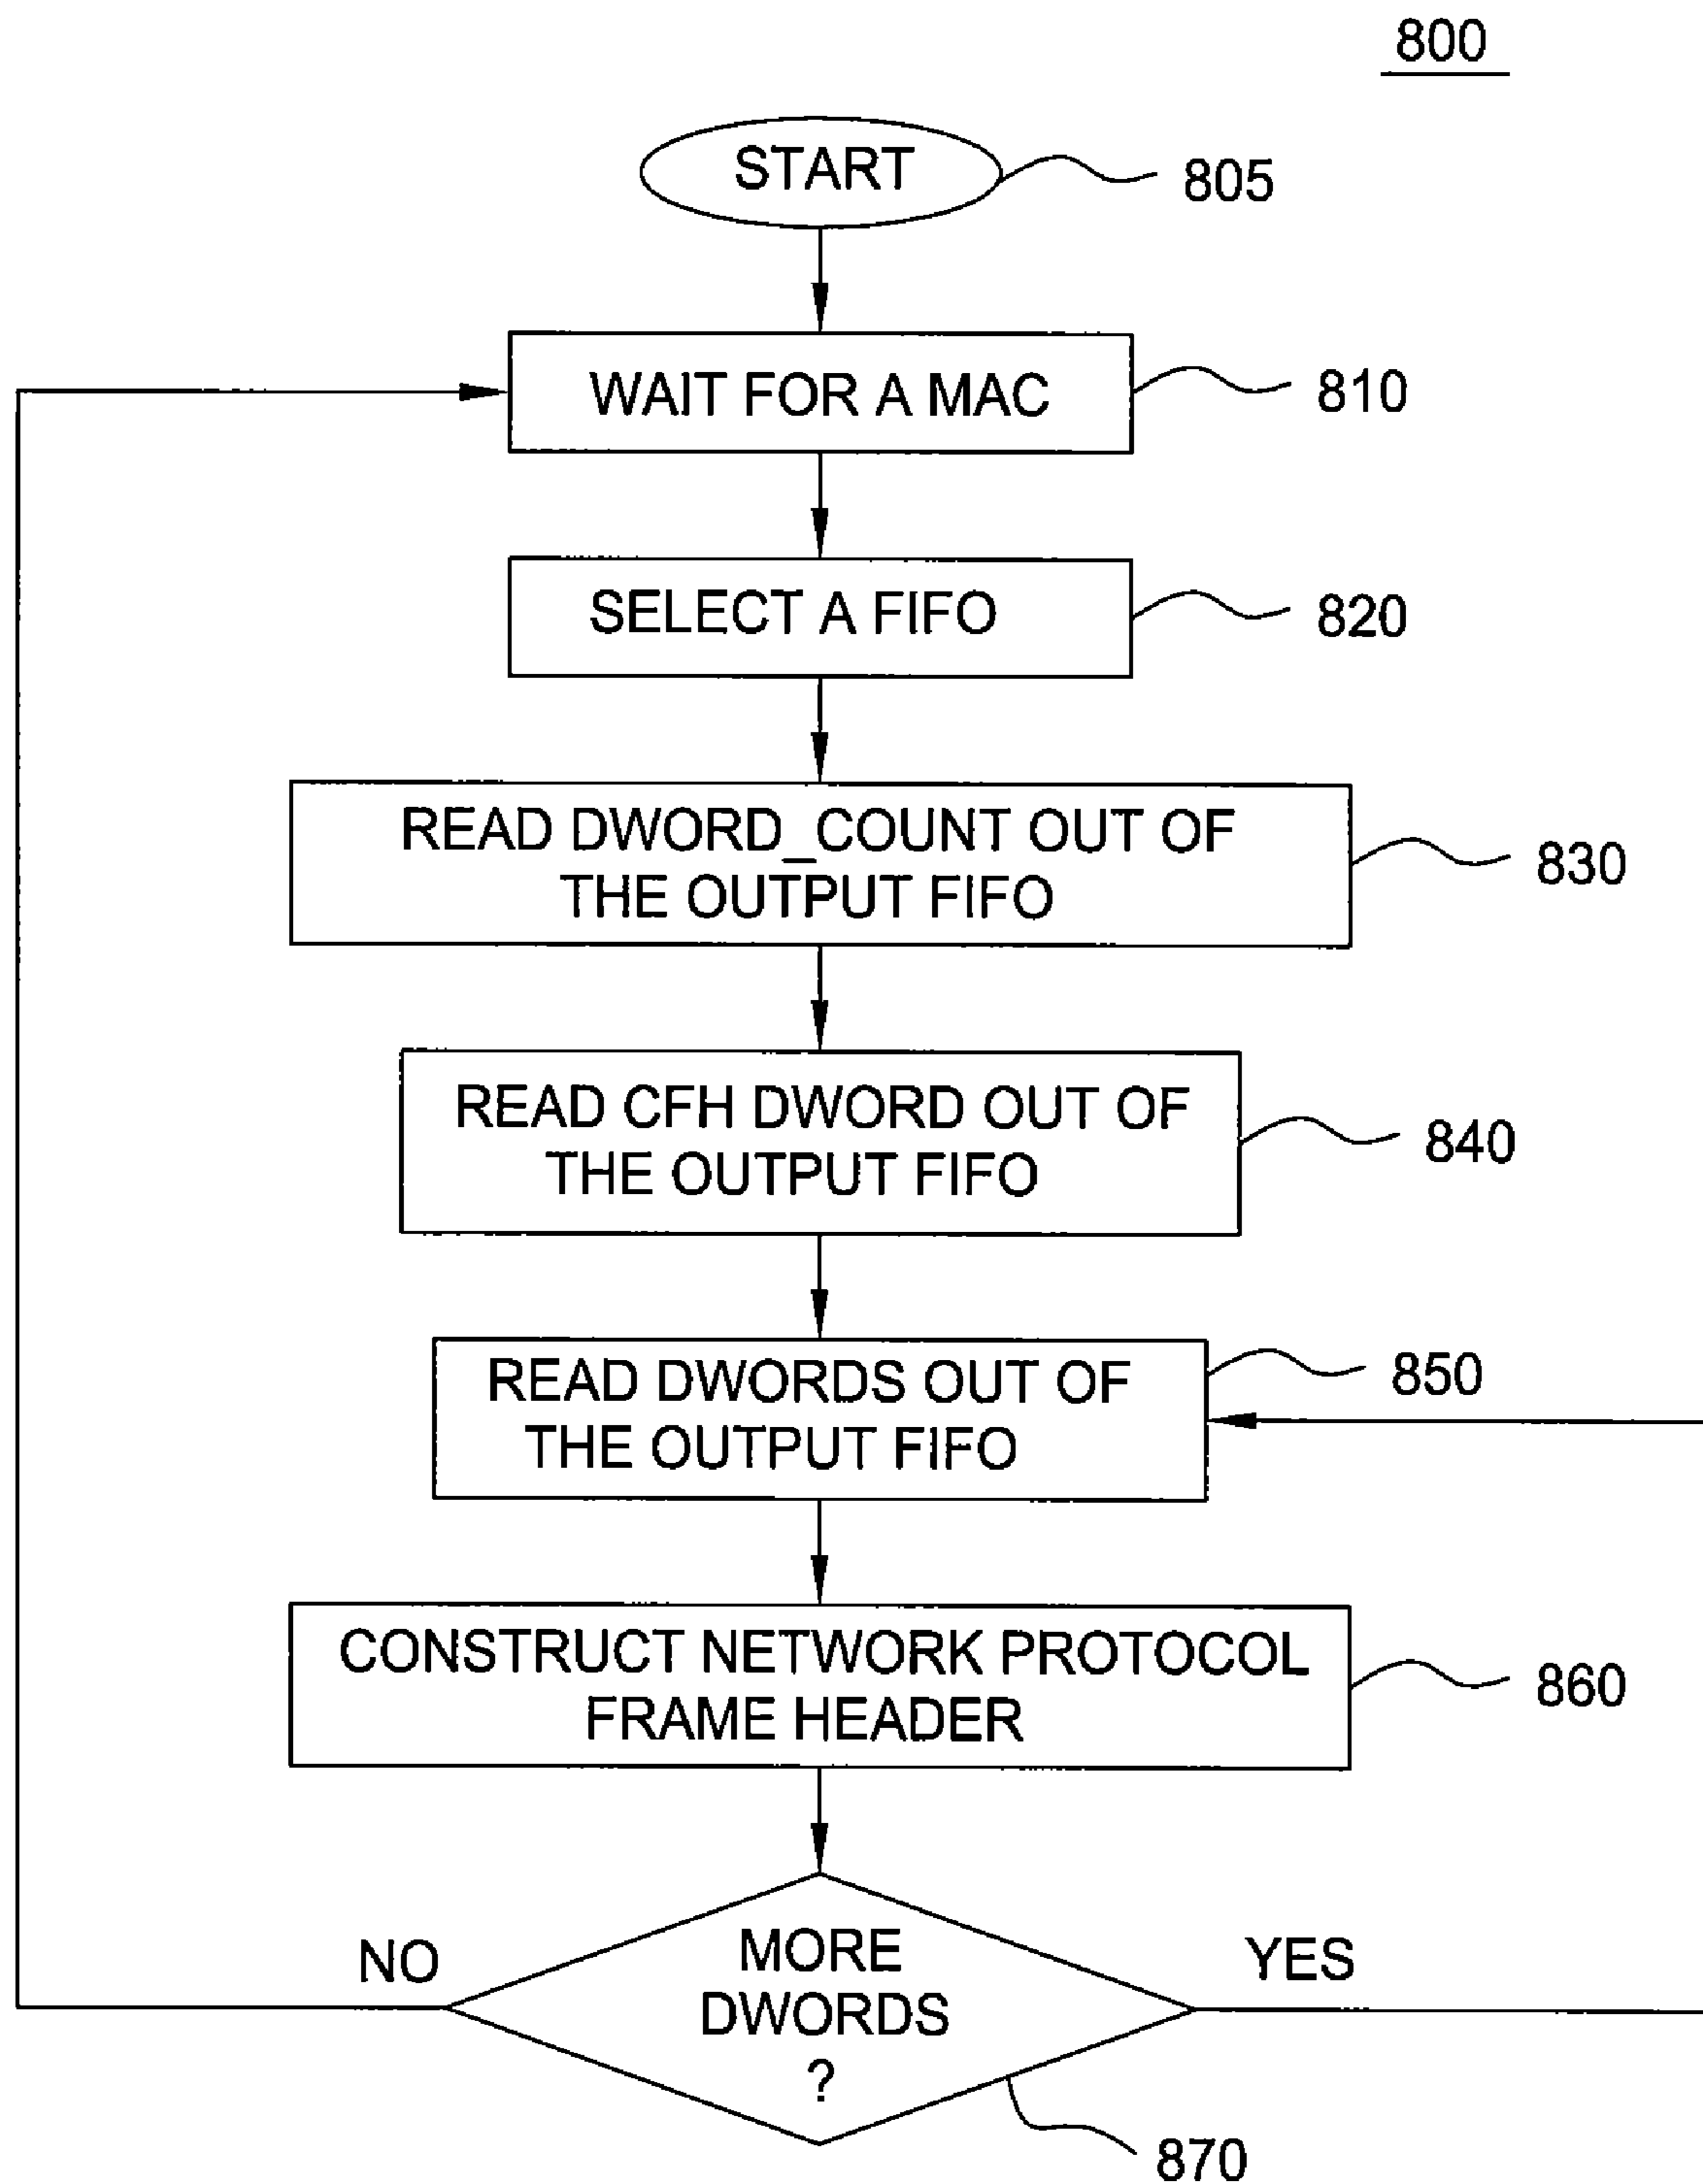 800
START
805
WAIT FOR A MAC
810
SELECT A FIFO
820
READ DWORD_COUNT OUT OF
THE OUTPUT FIFO
830
READ CFH DWORD OUT OF
THE OUTPUT FIFO
840
READ DWORDS OUT OF
THE OUTPUT FIFO
850
CONSTRUCT NETWORK PROTOCOL
FRAME HEADER
860
NO
MORE
DWORDS
?
YES
870